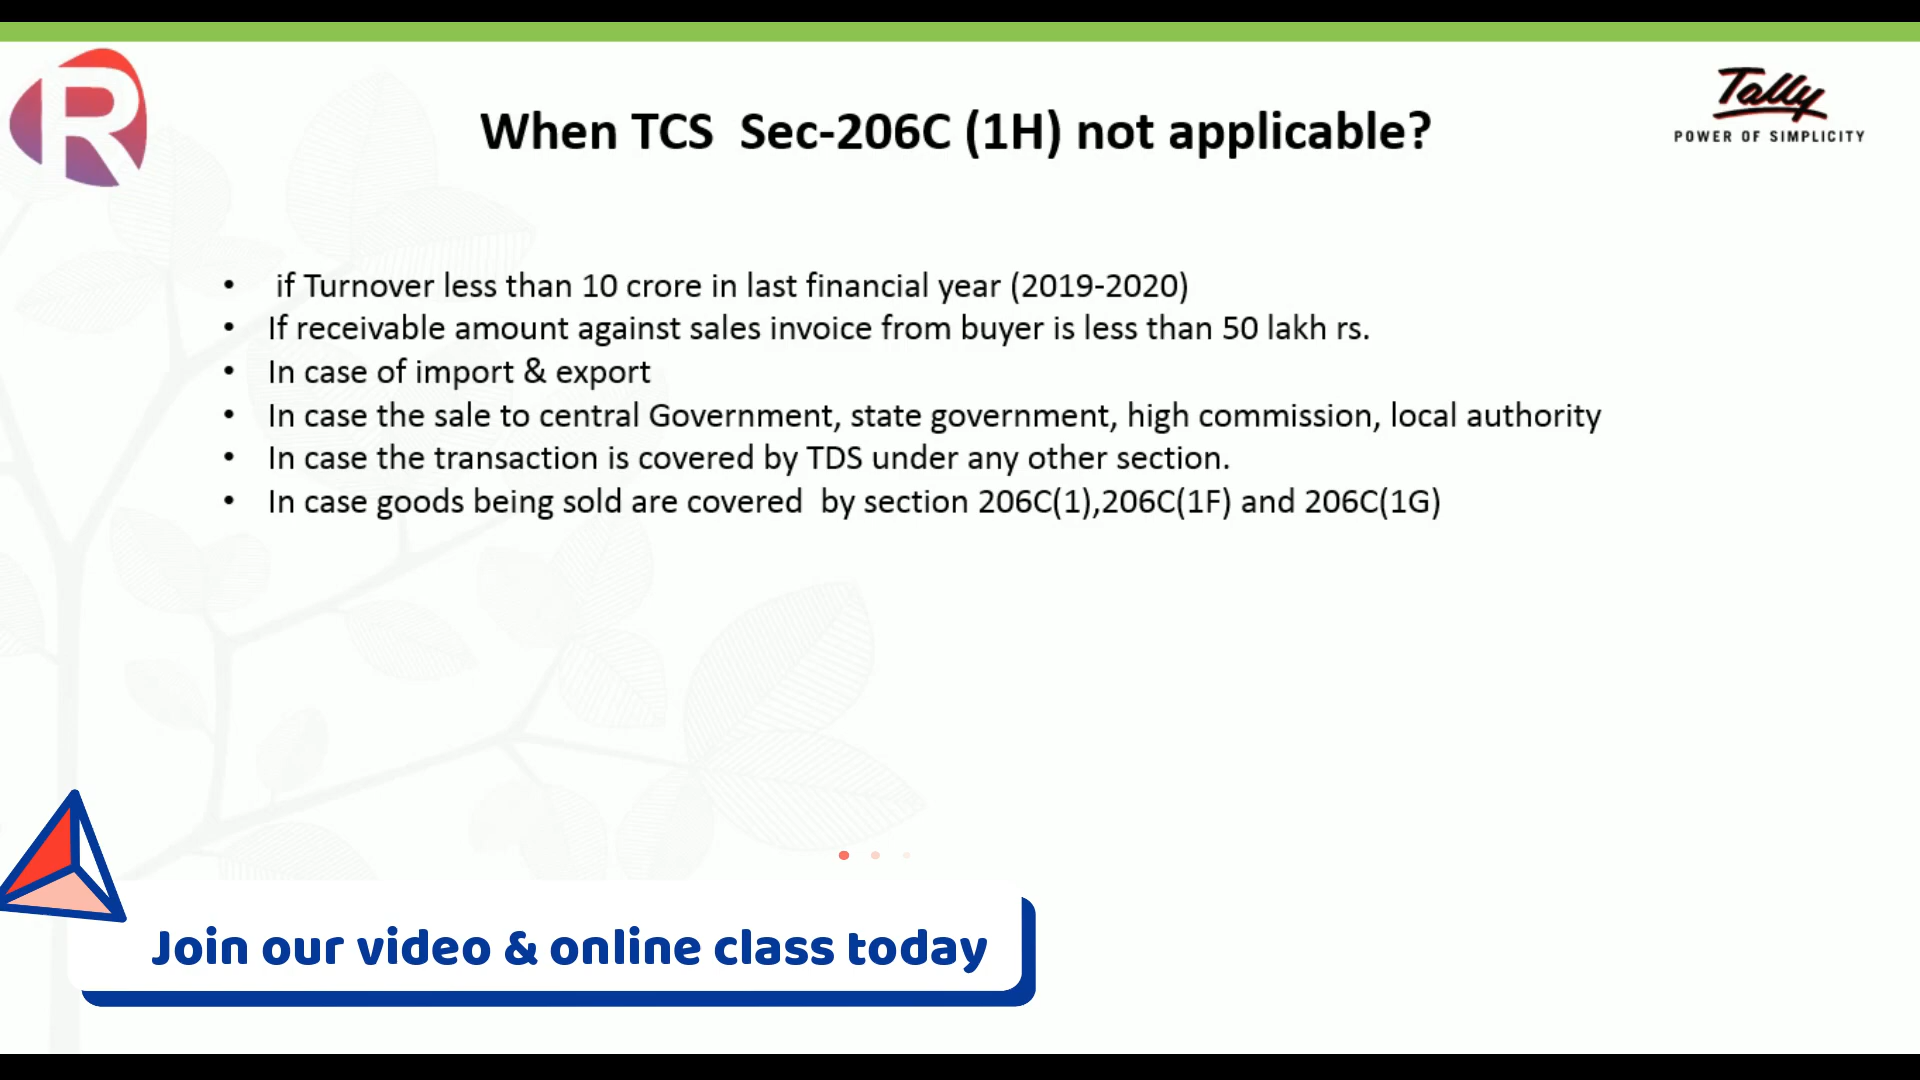 R
When TCS  Sec-206C (1H) not applicable?
Tally
POWER OF SIMPLICITY
• if Turnover less than 10 crore in last financial year (2019-2020)
• If receivable amount against sales invoice from buyer is less than 50 lakh rs.
• In case of import & export
• In case the sale to central Government, state government, high commission, local authority
• In case the transaction is covered by TDS under any other section.
• In case goods being sold are covered  by section 206C(1),206C(1F) and 206C(1G)
Join our video & online class today